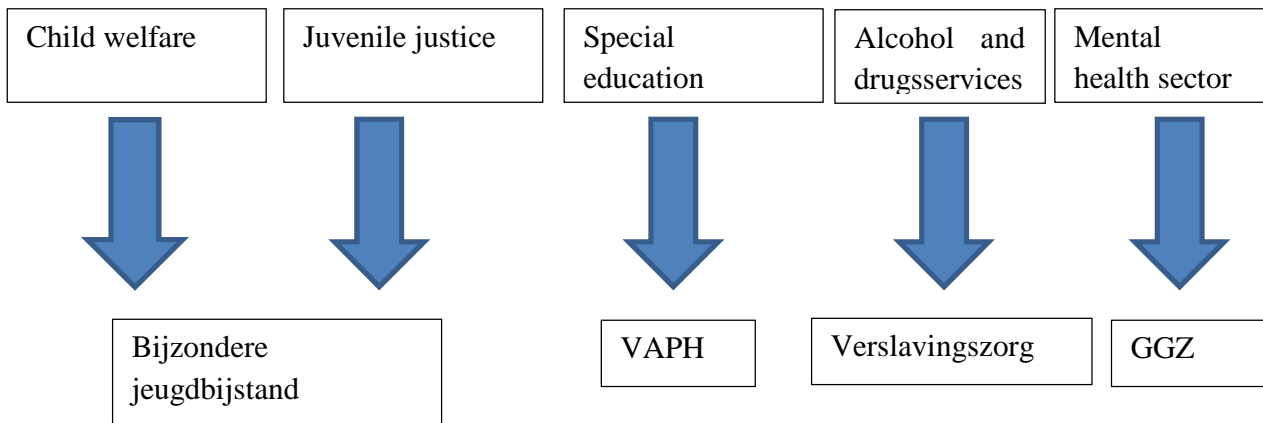 Child welfare
Juvenile justice
Special
education
Alcohol and
drugsservices
Mental
health sector
Bijzondere
jeugdbijstand
VAPH
Verslavingszorg
GGZ